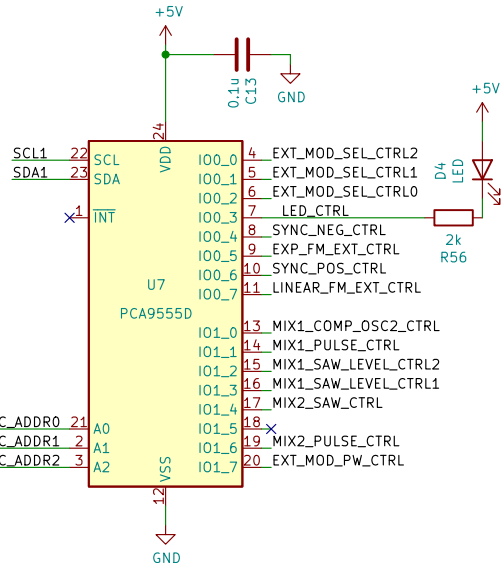 +5V
0.1u
C13
GND
+5V
D4
LED
24
VDD
SCL1 22 SCL
SDA1 23 SDA
1 INT
IO0_0 4 EXT_MOD_SEL_CTRL2
IO0_1 5 EXT_MOD_SEL_CTRL1
IO0_2 6 EXT_MOD_SEL_CTRL0
IO0_3 7 LED_CTRL
IO0_4 8 SYNC_NEG_CTRL
IO0_5 9 EXP_FM_EXT_CTRL
IO0_6 10 SYNC_POS_CTRL
IO0_7 11 LINEAR_FM_EXT_CTRL
2k
R56
U7
PCA9555D
IO1_0 13 MIX1_COMP_OSC2_CTRL
IO1_1 14 MIX1_PULSE_CTRL
IO1_2 15 MIX1_SAW_LEVEL_CTRL2
IO1_3 16 MIX1_SAW_LEVEL_CTRL1
IO1_4 17 MIX2_SAW_CTRL
IO1_5 18
IO1_6 19 MIX2_PULSE_CTRL
IO1_7 20 EXT_MOD_PW_CTRL
C_ADDR0 21 A0
C_ADDR1 2 A1
C_ADDR2 3 A2
VSS
12
GND